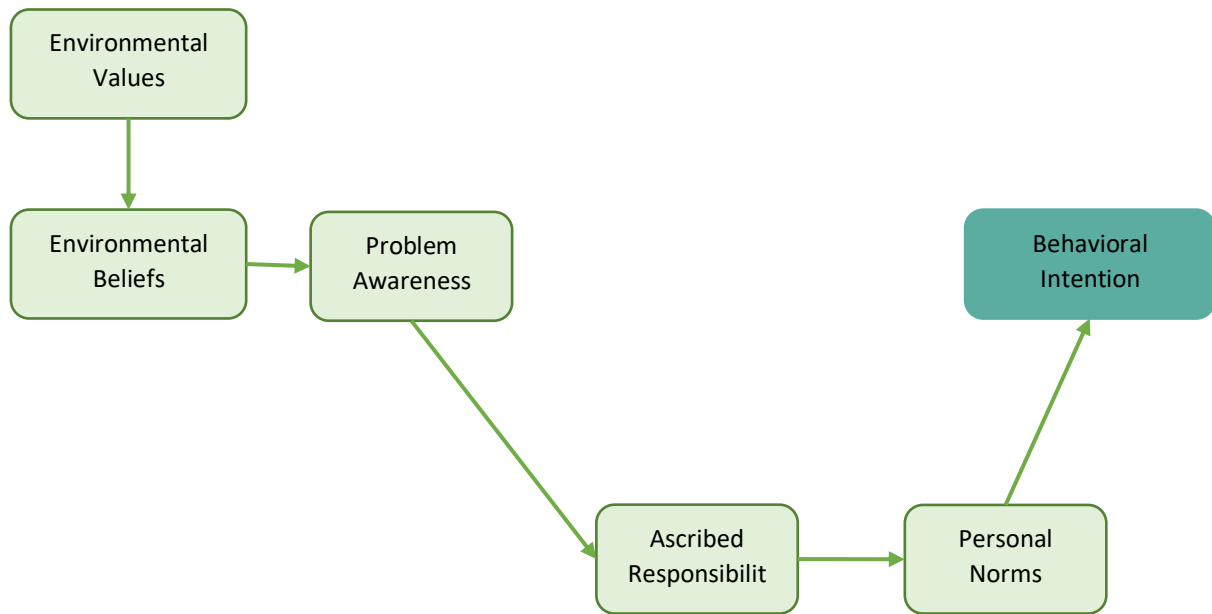 Environmental
Values
Environmental
Beliefs
Problem
Awareness
Behavioral
Intention
Ascribed
Responsibilit
Personal
Norms